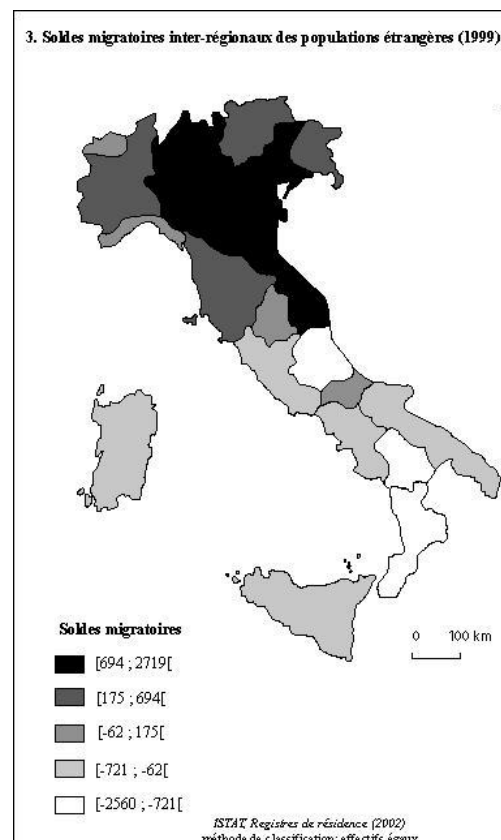 3. Soldes migratoires inter-régionaux des populations étrangères (1999)
Soldes migratoires
0 100 km
[694 ; 2719[
[175 ; 694[
[-62 ; 175[
[-721 ; -62[
[-2560 ; -721[
ISTAT, Registres de résidence (2002)
méthode de classification: effectifs égaux